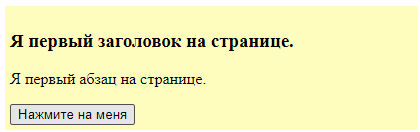 Я первый заголовок на странице.
Я первый абзац на странице.
Нажмите на меня